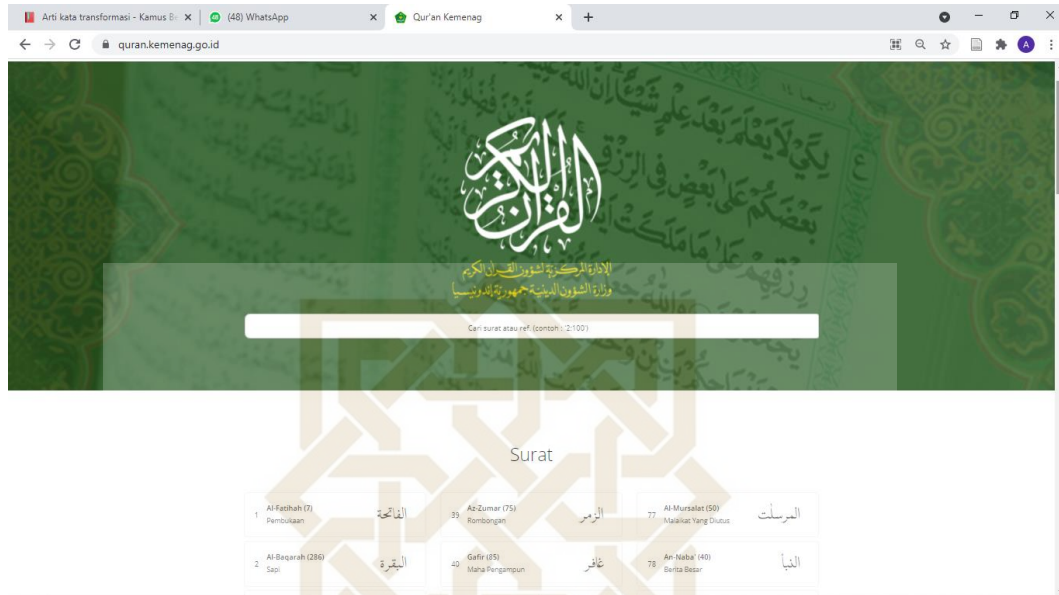 Arti kata transformasi - Kamus Be
(48) WhatsApp
Qur'an Kemenag
quran.kemenag.go.id
A
القرآن الكريم
الإدارة المركزية لشؤون القرآن الكريم
وزارة الشؤون الدينية جمهورية إندونيسيا
Cari surat atau ref. (contoh : '2:100')
Surat
1 Al-Fatihah (7) الفاتحة
Pembukaan
39 Az-Zumar (75) الزمر
Rombongan
77 Al-Mursalat (50) المرسلت
Malaikat Yang Diutus
2 Al-Baqarah (286) البقرة
Sapi
40 Gafir (85) غافر
Maha Pengampun
78 An-Naba' (40) النبأ
Berita Besar